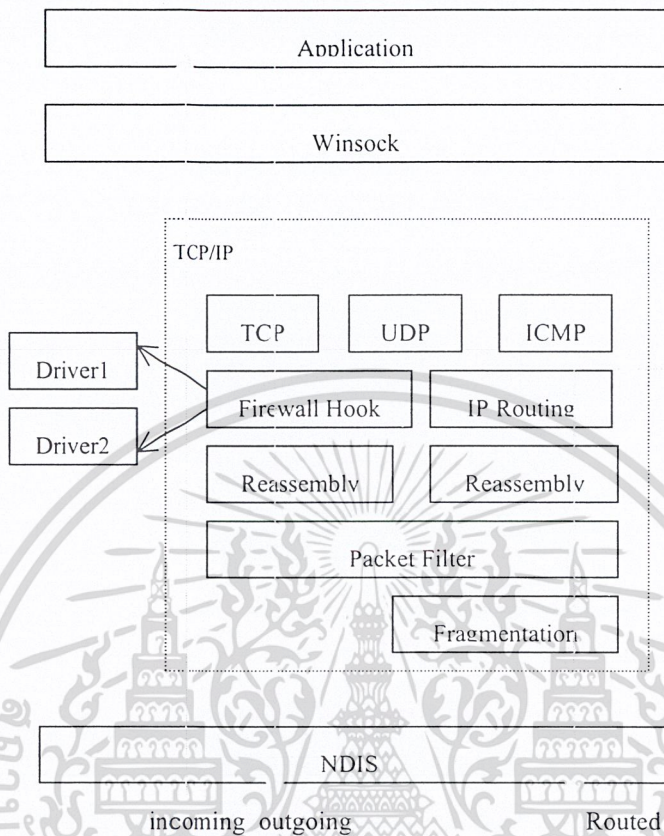 Application
Winsock
TCP/IP
TCP UDP ICMP
Driver1
Firewall Hook IP Routing
Driver2
Reassembly Reassembly
Packet Filter
Fragmentation
NDIS
incoming outgoing Routed